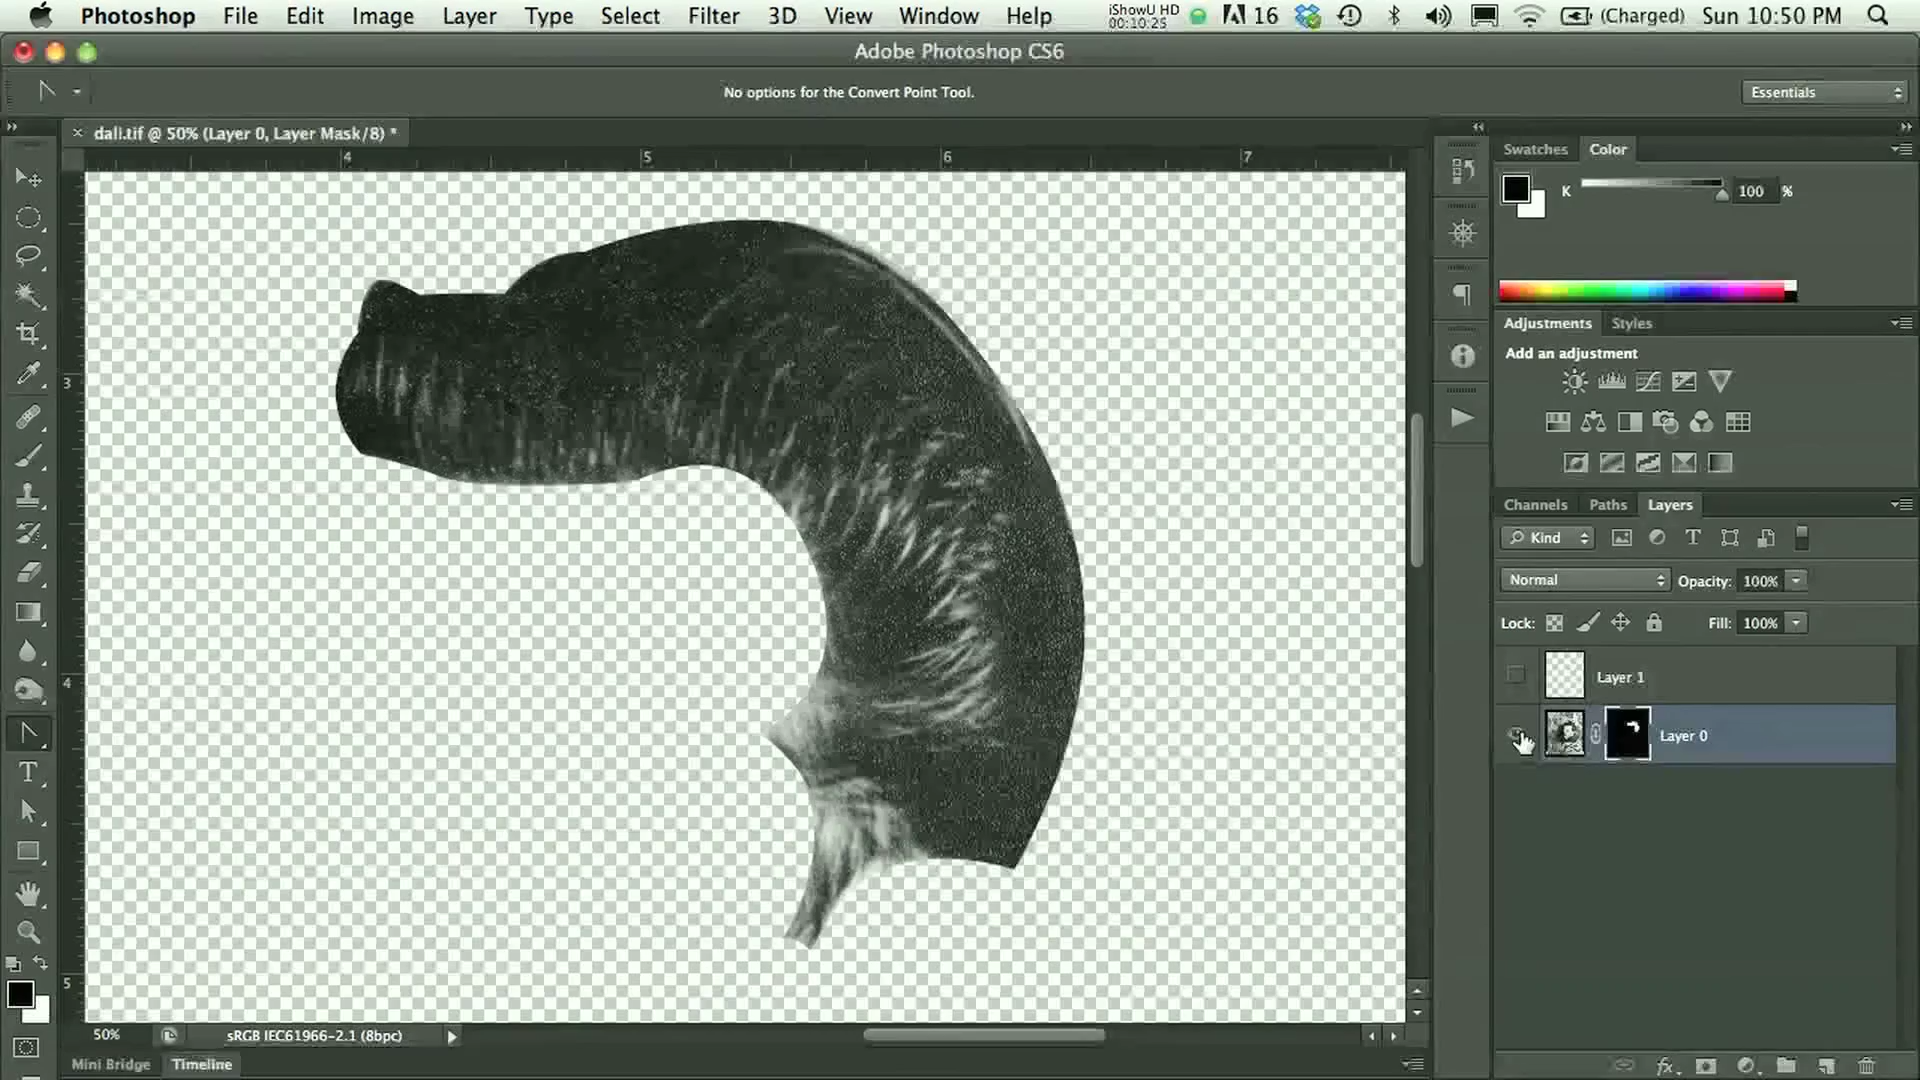 Photoshop File Edit Image Layer Type Select Filter 3D View Window Help iShowU HD 00:10:25 16 (Charged) Sun 10:50 PM
Adobe Photoshop CS6
No options for the Convert Point Tool. Essentials
× dali.tif @ 50% (Layer 0, Layer Mask/8) *
4 5 6 7
3
4
5
Swatches Color
K 100 %
Adjustments Styles
Add an adjustment
Channels Paths Layers
Kind
Normal Opacity: 100%
Lock: Fill: 100%
Layer 1
Layer 0
fx
50% sRGB IEC61966-2.1 (8bpc)
Mini Bridge Timeline